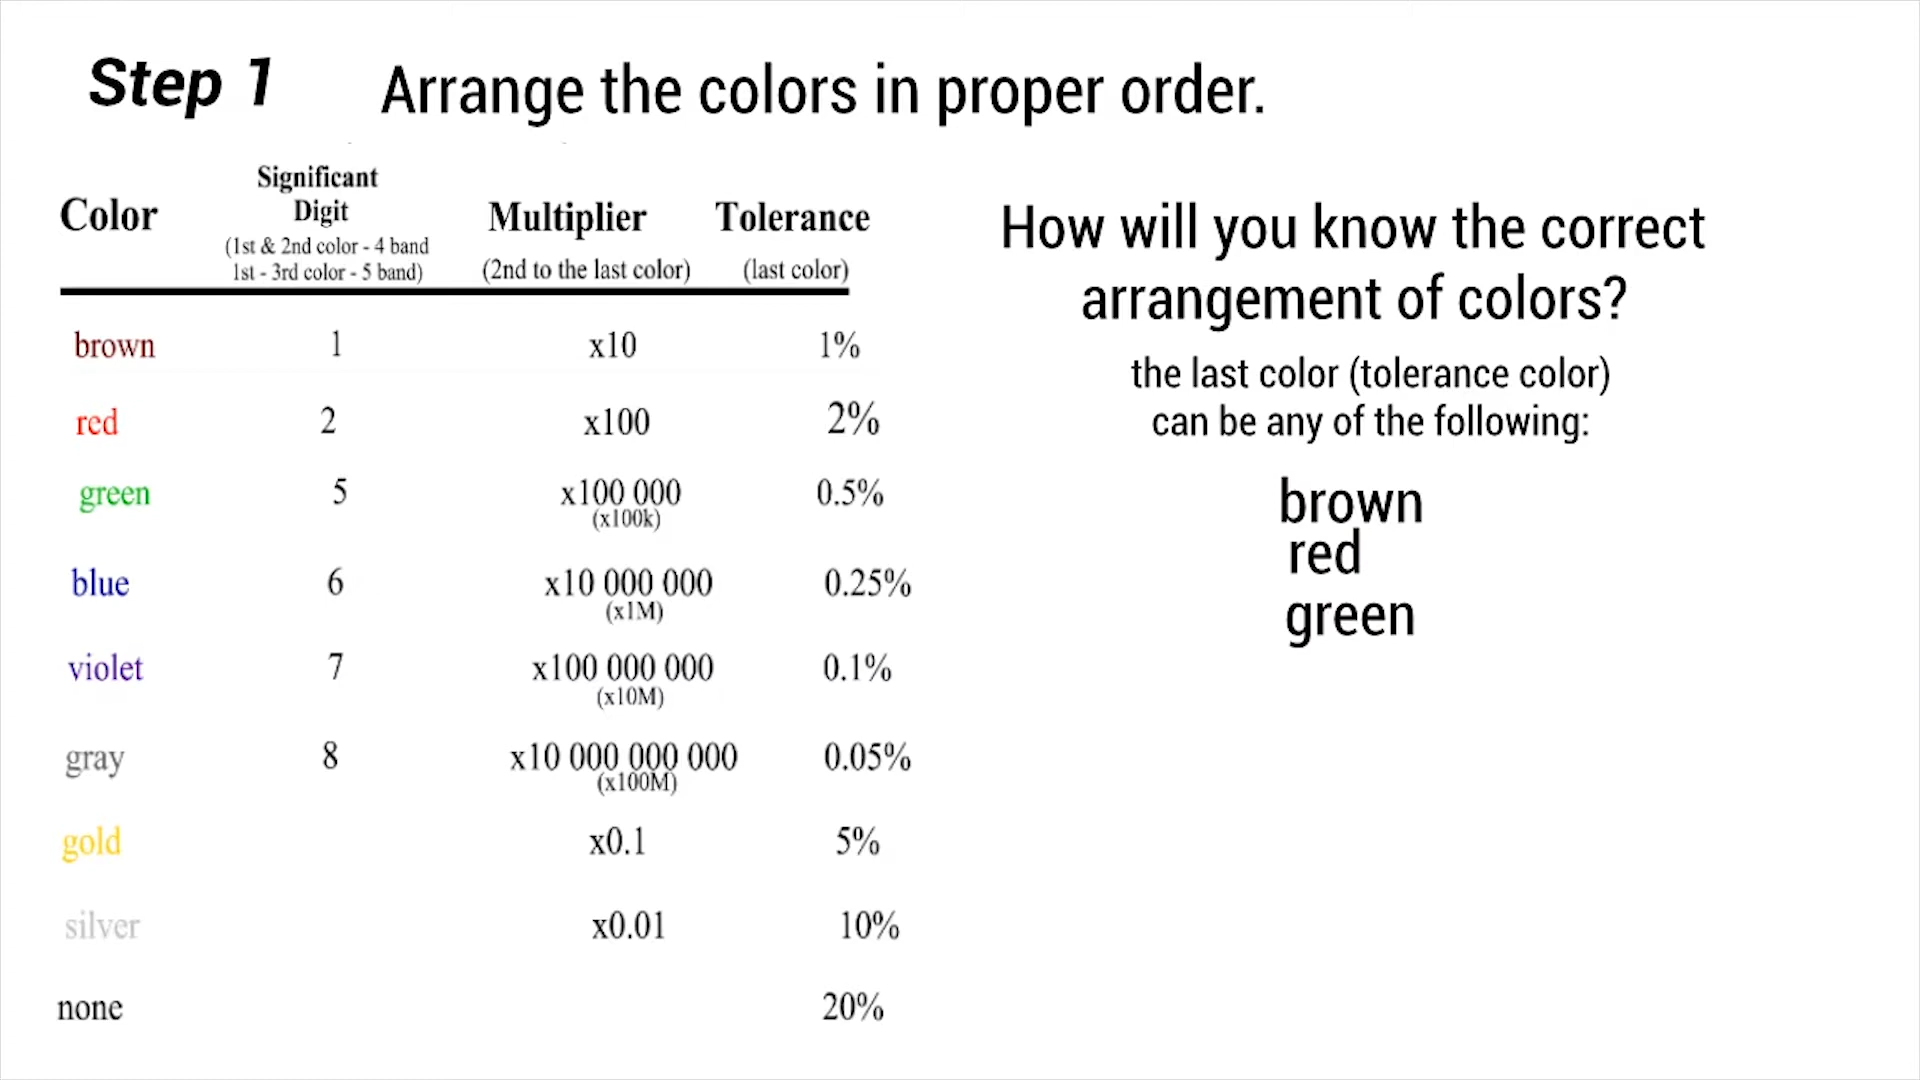 Step 1 Arrange the colors in proper order.
Color Significant Digit Multiplier Tolerance
(1st & 2nd color - 4 band
1st - 3rd color - 5 band) (2nd to the last color) (last color)
brown 1 x10 1%
red 2 x100 2%
green 5 x100 000 0.5%
(x100k)
blue 6 x10 000 000 0.25%
(x1M)
violet 7 x100 000 000 0.1%
(x10M)
gray 8 x10 000 000 000 0.05%
(x100M)
gold x0.1 5%
silver x0.01 10%
none 20%
How will you know the correct
arrangement of colors?
the last color (tolerance color)
can be any of the following:
brown
red
green